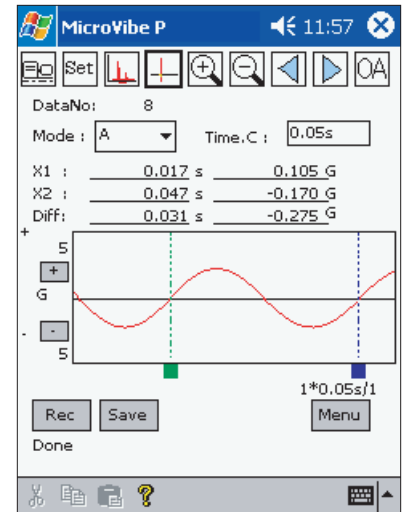 MicroVibe P 11:57
Set OA
DataNo: 8
Mode : A Time.C : 0.05s
X1 : 0.017 s 0.105 G
X2 : 0.047 s -0.170 G
Diff: 0.031 s -0.275 G
+
5
+
G
-
-
5
1*0.05s/1
Rec Save Menu
Done